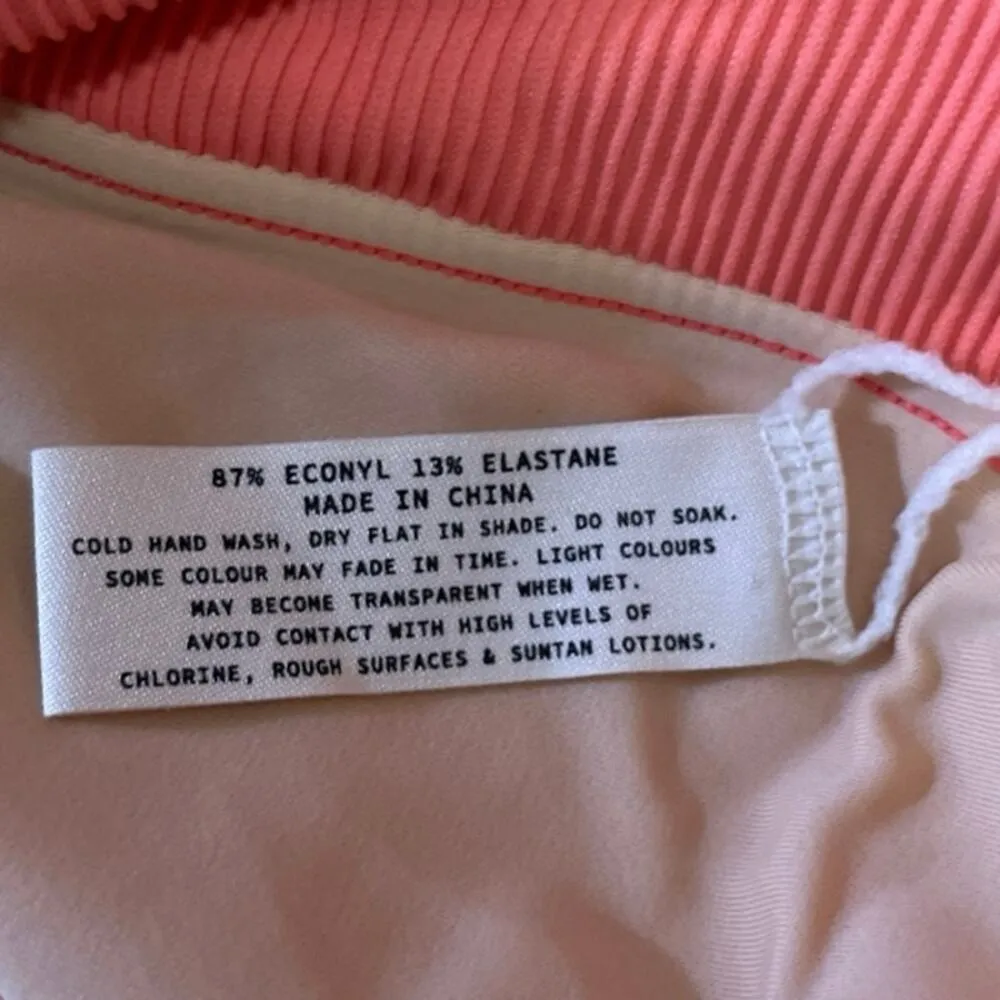 87% ECONYL 13% ELASTANE
MADE IN CHINA
COLD HAND WASH, DRY FLAT IN SHADE. DO NOT SOAK.
SOME COLOUR MAY FADE IN TIME. LIGHT COLOURS
MAY BECOME TRANSPARENT WHEN WET.
AVOID CONTACT WITH HIGH LEVELS OF
CHLORINE, ROUGH SURFACES & SUNTAN LOTIONS.